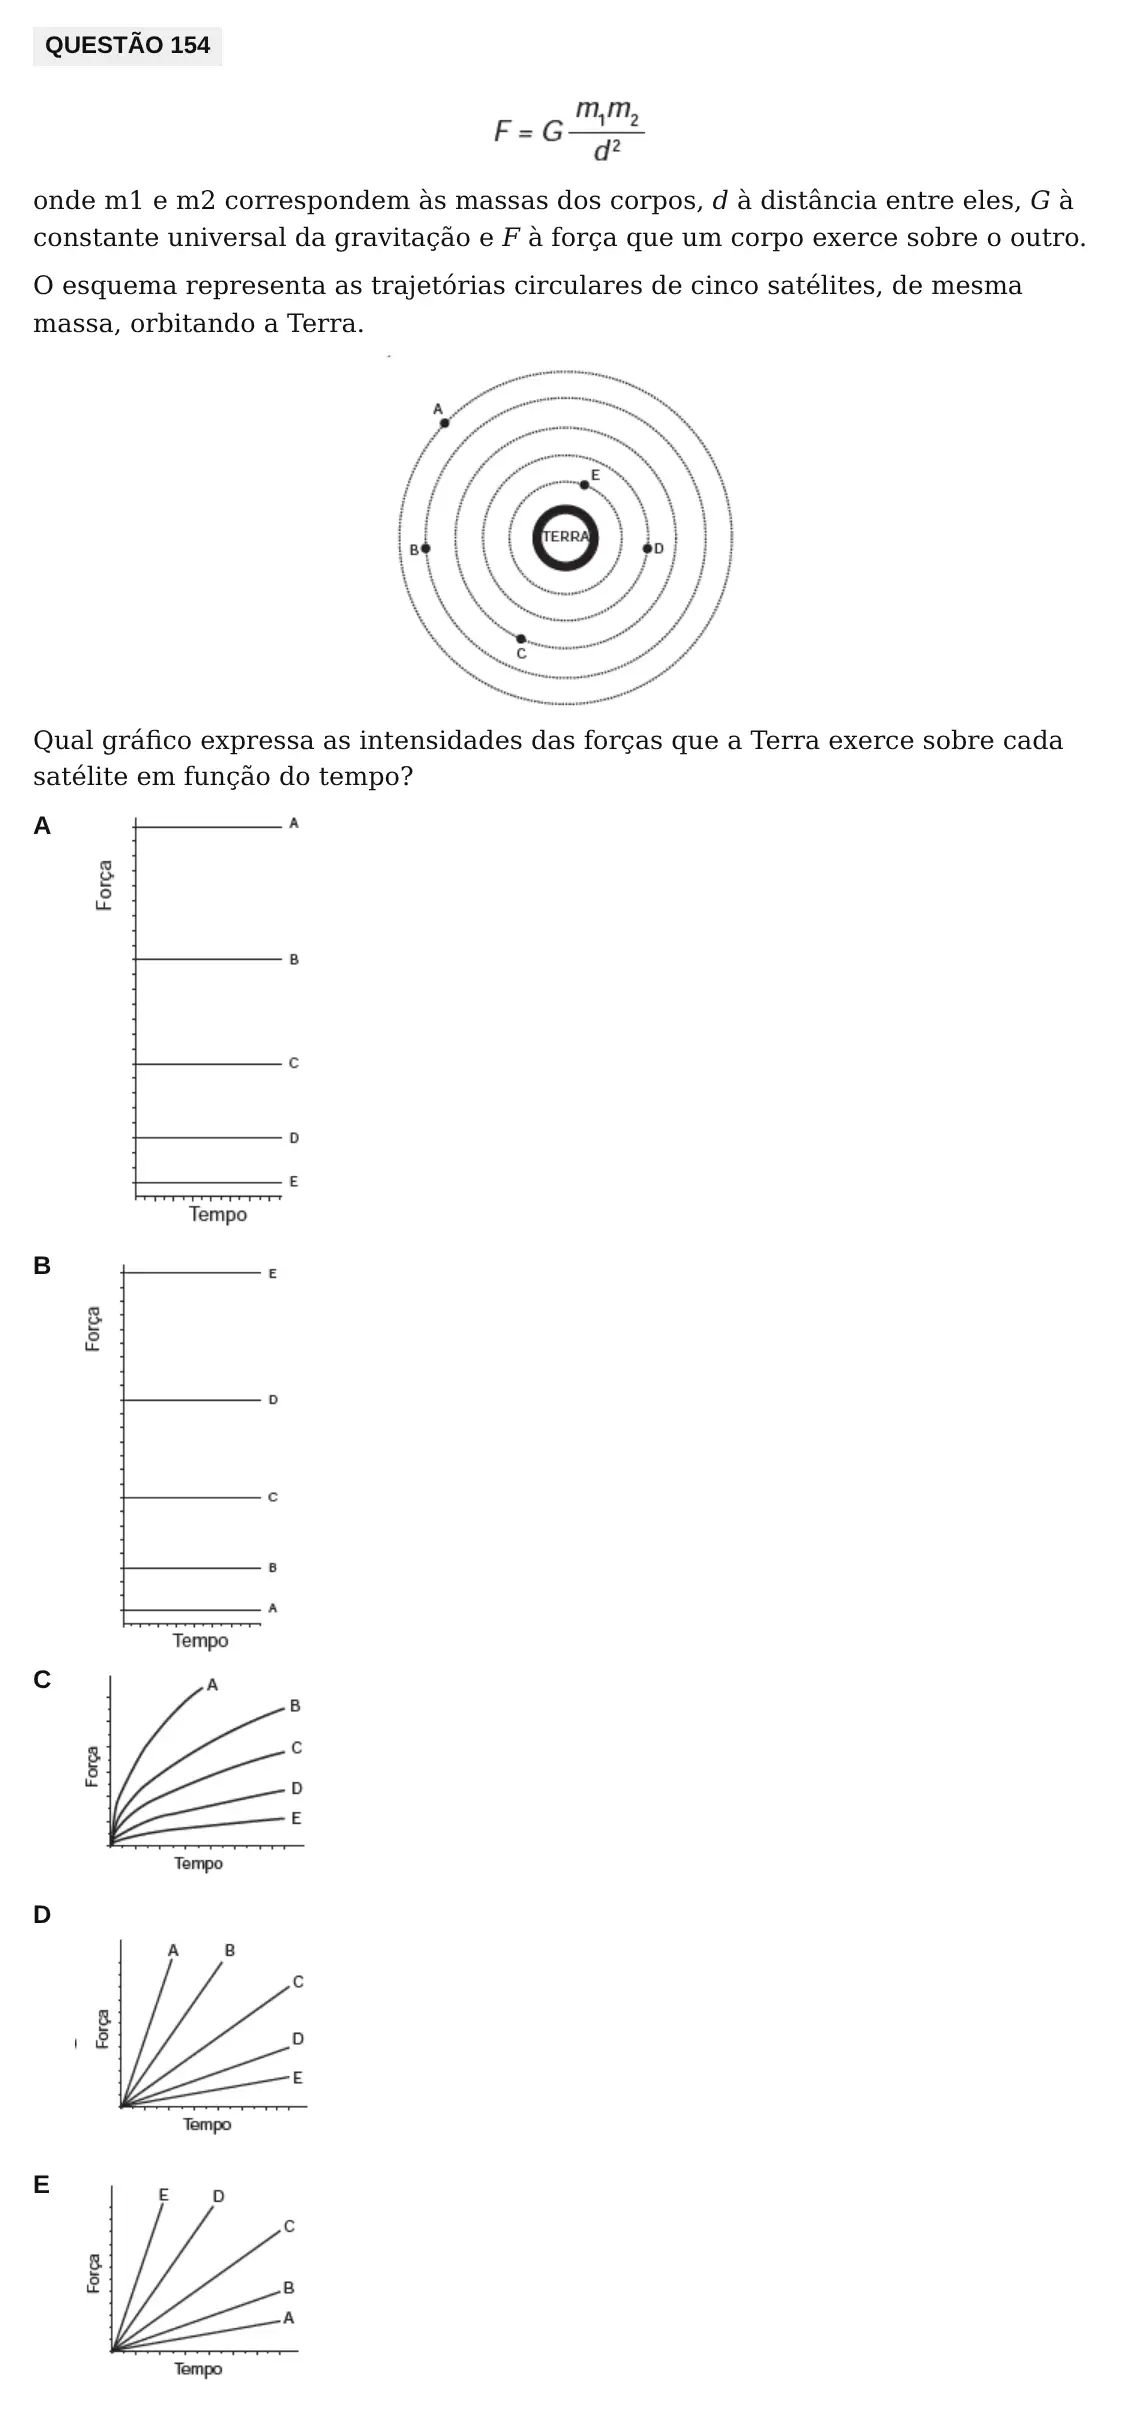 QUESTÃO 154
F = G m₁m₂ / d²
onde m1 e m2 correspondem às massas dos corpos, d à distância entre eles, G à
constante universal da gravitação e F à força que um corpo exerce sobre o outro.
O esquema representa as trajetórias circulares de cinco satélites, de mesma
massa, orbitando a Terra.
A
E
TERRA
B
D
C
Qual gráfico expressa as intensidades das forças que a Terra exerce sobre cada
satélite em função do tempo?
A
A
Força
B
C
D
E
Tempo
B
E
Força
D
C
B
A
Tempo
C
A
B
C
Força
D
E
Tempo
D
A B
C
Força
D
E
Tempo
E
E D
C
Força
B
A
Tempo